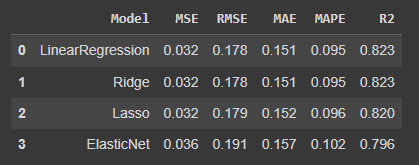 Model MSE RMSE MAE MAPE R2
0 LinearRegression 0.032 0.178 0.151 0.095 0.823
1 Ridge 0.032 0.178 0.151 0.095 0.823
2 Lasso 0.032 0.179 0.152 0.096 0.820
3 ElasticNet 0.036 0.191 0.157 0.102 0.796